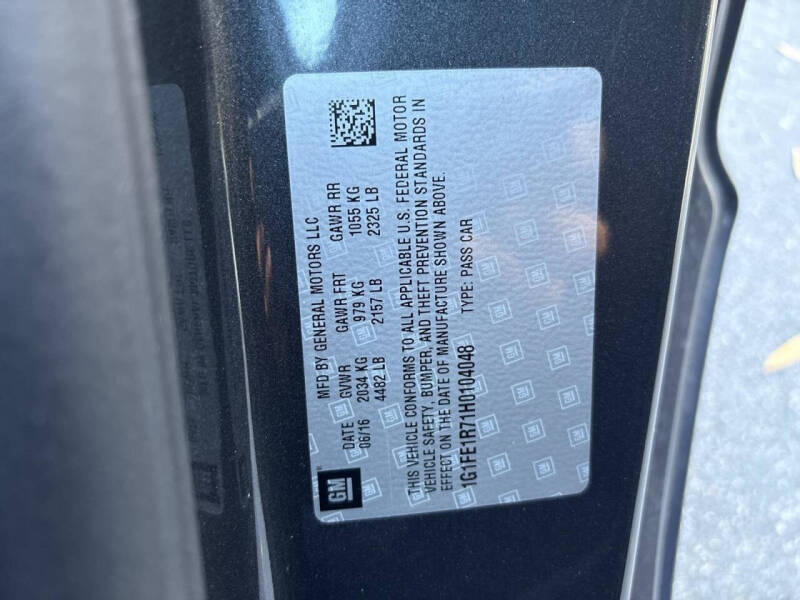 GM
MFD BY GENERAL MOTORS LLC
DATE GVWR GAWR FRT GAWR RR
06/16 2034 KG 979 KG 1055 KG
4482 LB 2157 LB 2325 LB
THIS VEHICLE CONFORMS TO ALL APPLICABLE U.S. FEDERAL MOTOR
VEHICLE SAFETY, BUMPER, AND THEFT PREVENTION STANDARDS IN
EFFECT ON THE DATE OF MANUFACTURE SHOWN ABOVE.
1G1FE1R71H0104048 TYPE: PASS CAR